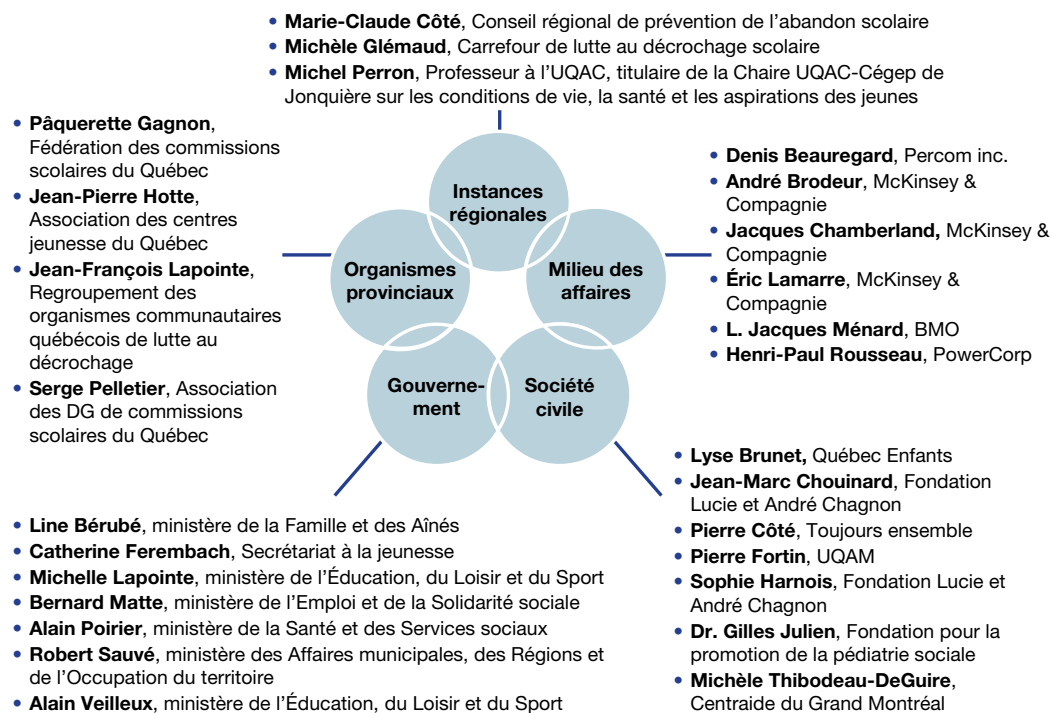 • Marie-Claude Côté, Conseil régional de prévention de l'abandon scolaire
• Michèle Glémaud, Carrefour de lutte au décrochage scolaire
• Michel Perron, Professeur à l'UQAC, titulaire de la Chaire UQAC-Cégep de
Jonquière sur les conditions de vie, la santé et les aspirations des jeunes
• Pâquerette Gagnon,
Fédération des commissions
scolaires du Québec
• Jean-Pierre Hotte,
Association des centres
jeunesse du Québec
• Jean-François Lapointe,
Regroupement des
organismes communautaires
québécois de lutte au
décrochage
• Serge Pelletier, Association
des DG de commissions
scolaires du Québec
Instances
régionales
Organismes
provinciaux
Milieu des
affaires
Gouverne-
ment
Société
civile
• Denis Beauregard, Percom inc.
• André Brodeur, McKinsey &
Compagnie
• Jacques Chamberland, McKinsey &
Compagnie
• Éric Lamarre, McKinsey &
Compagnie
• L. Jacques Ménard, BMO
• Henri-Paul Rousseau, PowerCorp
• Line Bérubé, ministère de la Famille et des Aînés
• Catherine Ferembach, Secrétariat à la jeunesse
• Michelle Lapointe, ministère de l'Éducation, du Loisir et du Sport
• Bernard Matte, ministère de l'Emploi et de la Solidarité sociale
• Alain Poirier, ministère de la Santé et des Services sociaux
• Robert Sauvé, ministère des Affaires municipales, des Régions et
de l'Occupation du territoire
• Alain Veilleux, ministère de l'Éducation, du Loisir et du Sport
• Lyse Brunet, Québec Enfants
• Jean-Marc Chouinard, Fondation
Lucie et André Chagnon
• Pierre Côté, Toujours ensemble
• Pierre Fortin, UQAM
• Sophie Harnois, Fondation Lucie et
André Chagnon
• Dr. Gilles Julien, Fondation pour la
promotion de la pédiatrie sociale
• Michèle Thibodeau-DeGuire,
Centraide du Grand Montréal